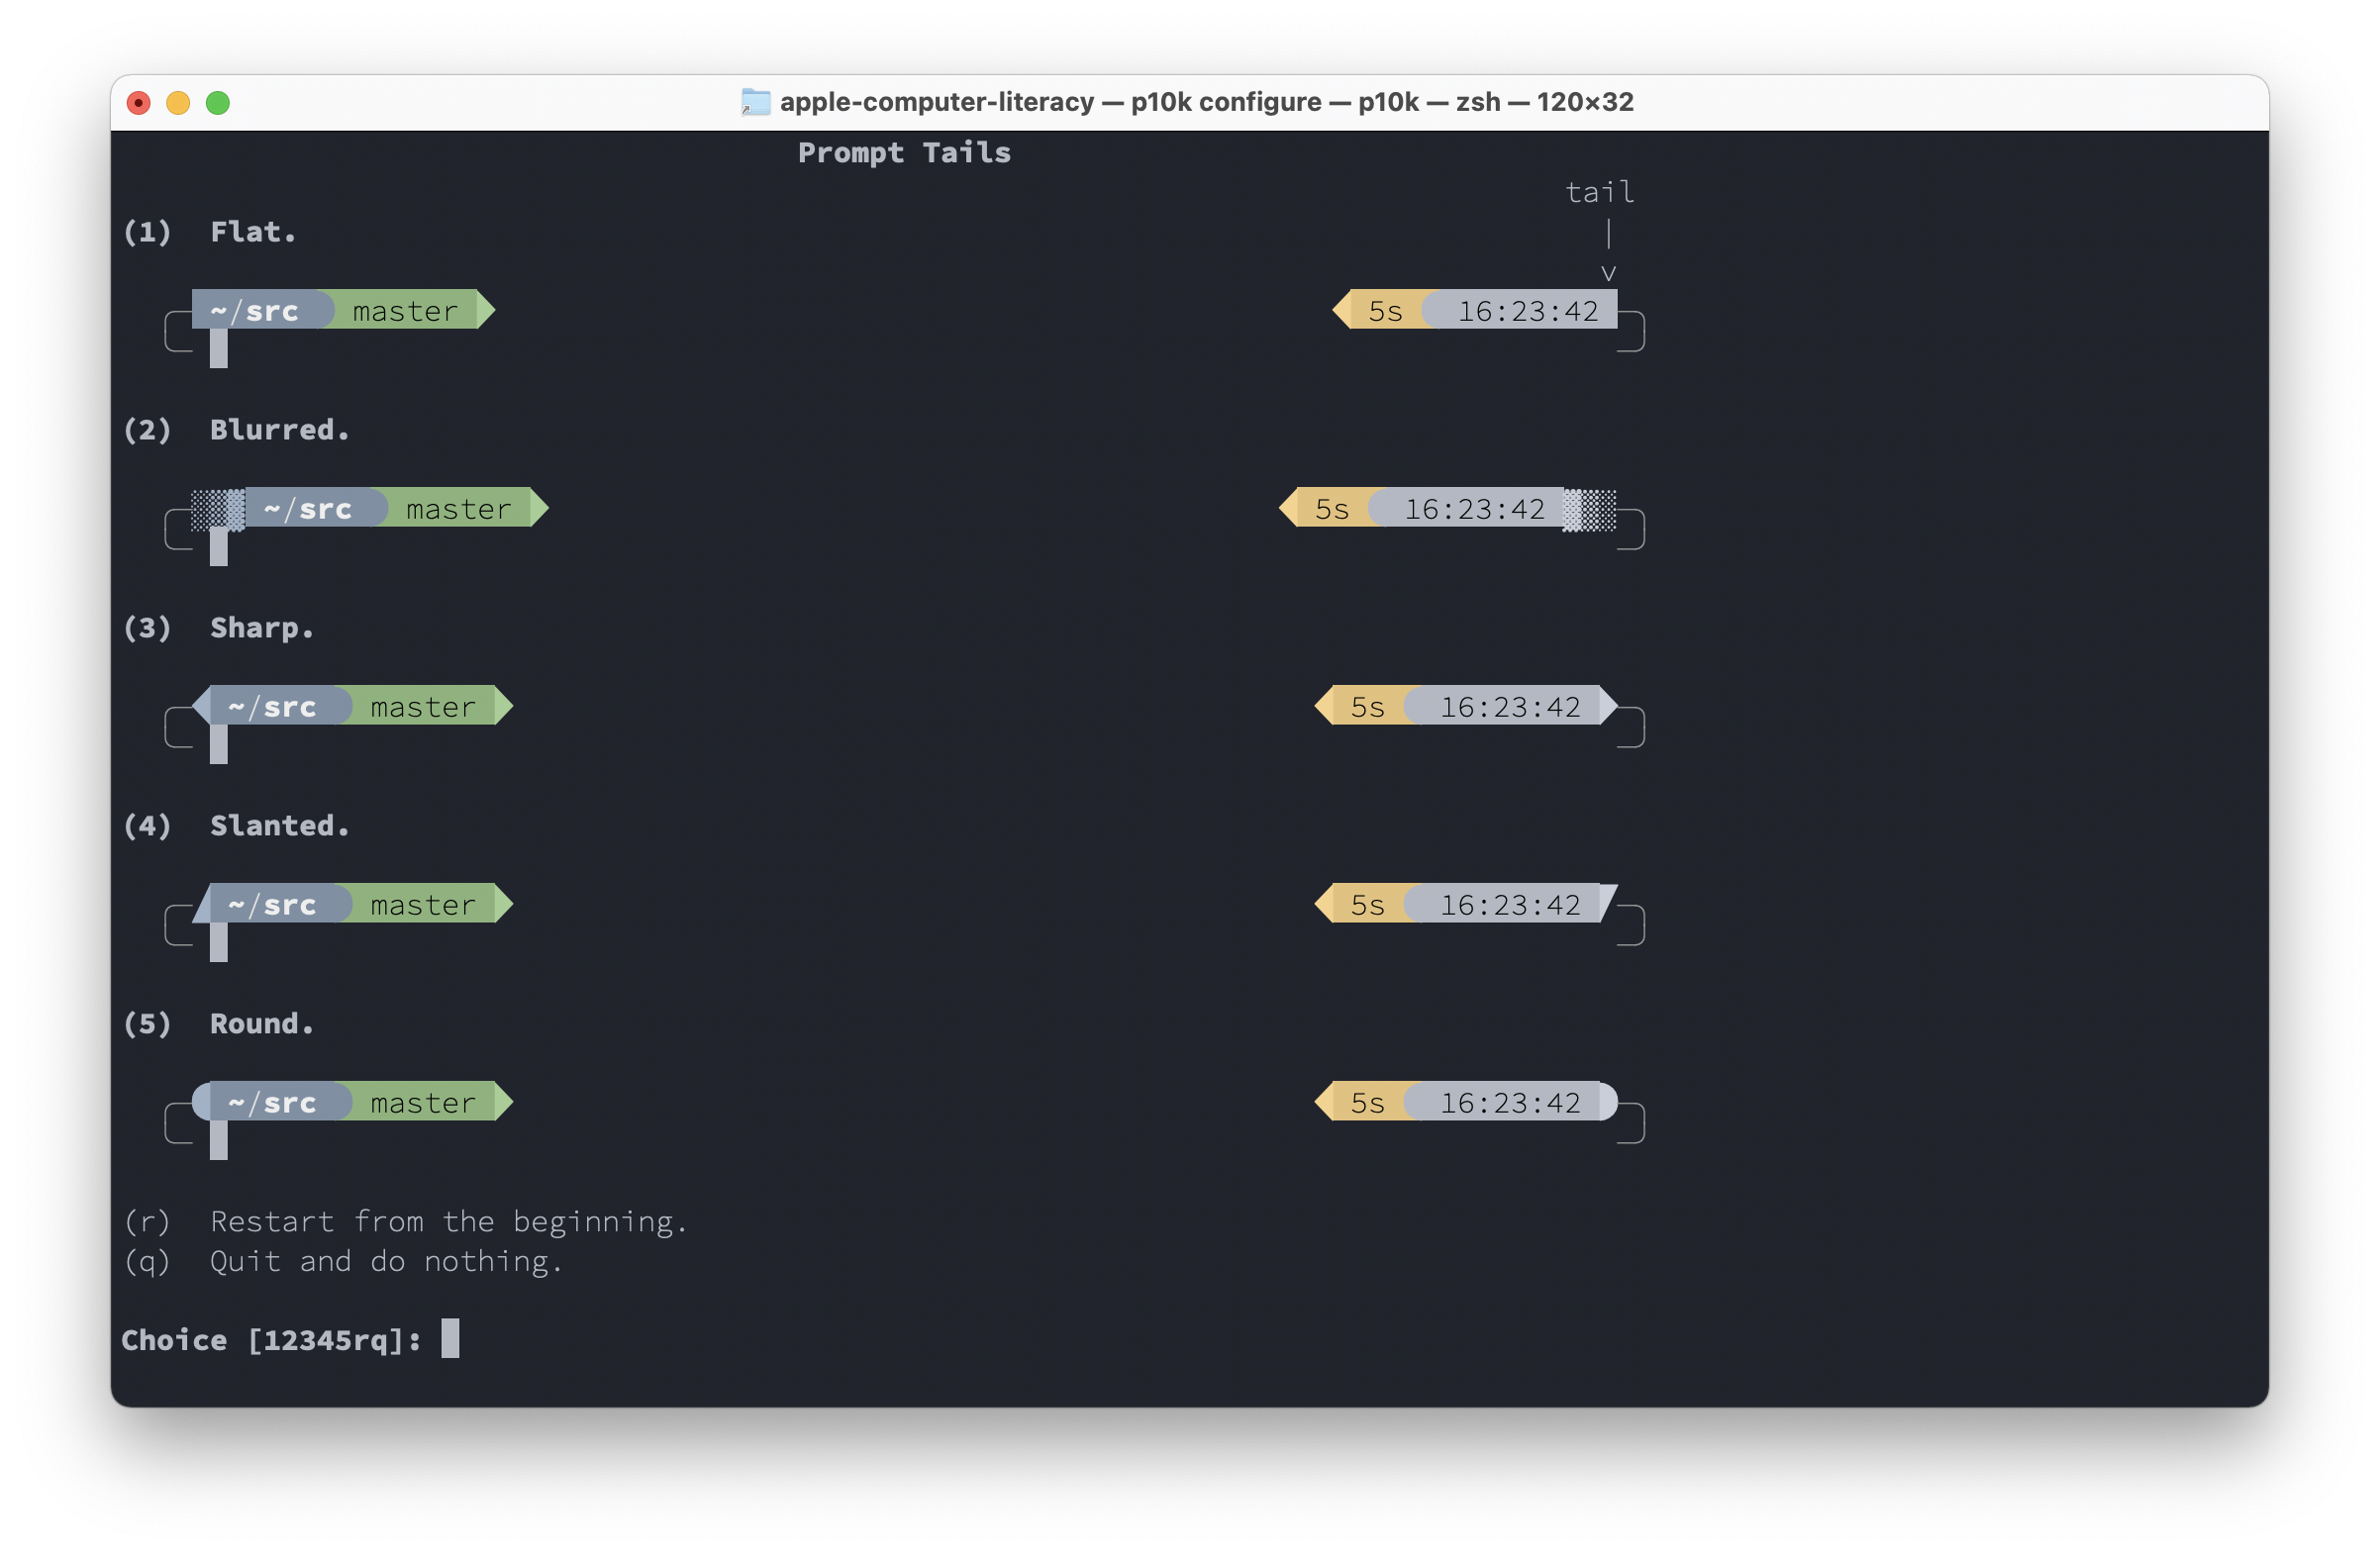 apple-computer-literacy — p10k configure — p10k — zsh — 120×32
Prompt Tails
tail
(1) Flat.
|
v
~/src master 5s 16:23:42
(2) Blurred.
~/src master 5s 16:23:42
(3) Sharp.
~/src master 5s 16:23:42
(4) Slanted.
~/src master 5s 16:23:42
(5) Round.
~/src master 5s 16:23:42
(r) Restart from the beginning.
(q) Quit and do nothing.
Choice [12345rq]: